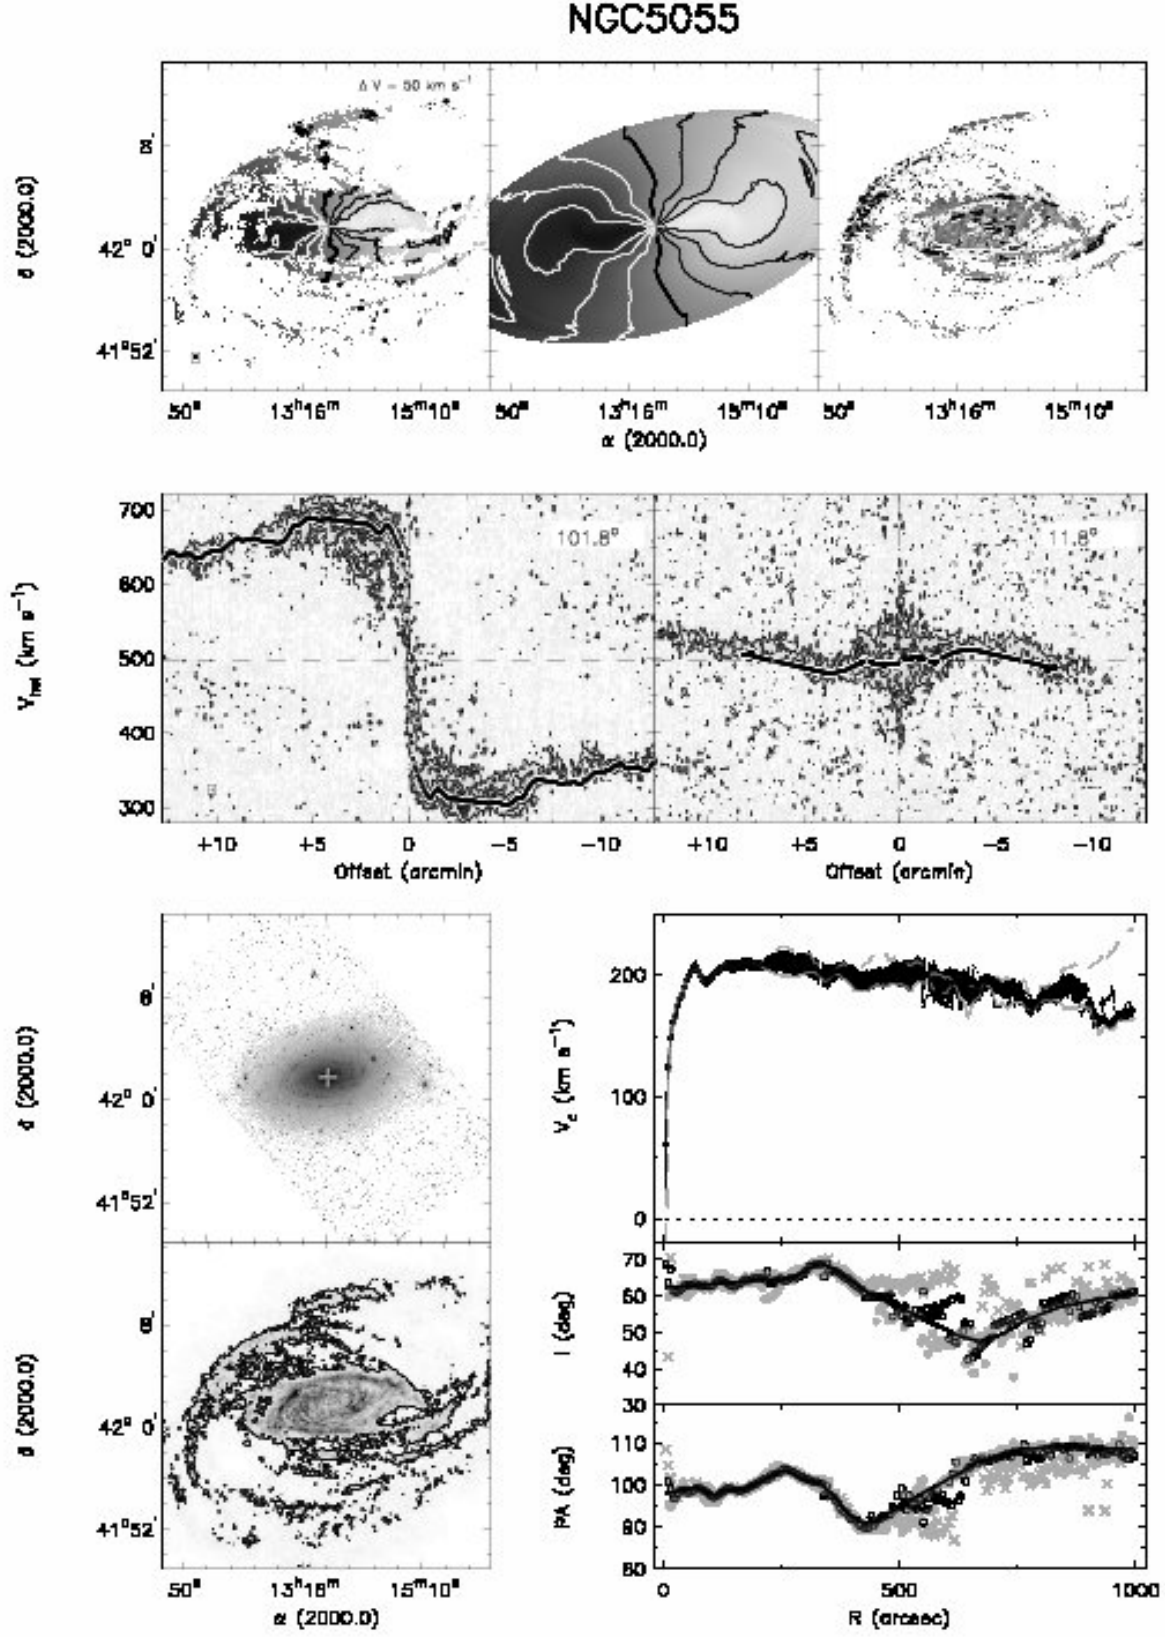 NGC5055
Δ V = 50 km s⁻¹
δ (2000.0)
8'
42° 0'
41°52'
50ˢ 13ʰ16ᵐ 15ᵐ10ˢ 50ˢ 13ʰ16ᵐ 15ᵐ10ˢ 50ˢ 13ʰ16ᵐ 15ᵐ10ˢ
α (2000.0)
V_hel (km s⁻¹)
700
600
500
400
300
101.8°
11.8°
+10 +5 0 −5 −10 +10 +5 0 −5 −10
Offset (arcmin) Offset (arcmin)
δ (2000.0)
8'
42° 0'
41°52'
δ (2000.0)
8'
42° 0'
41°52'
50ˢ 13ʰ16ᵐ 15ᵐ10ˢ
α (2000.0)
V_c (km s⁻¹)
200
100
0
I (deg)
70
60
50
40
30
PA (deg)
110
100
90
80
0 500 1000
R (arcsec)